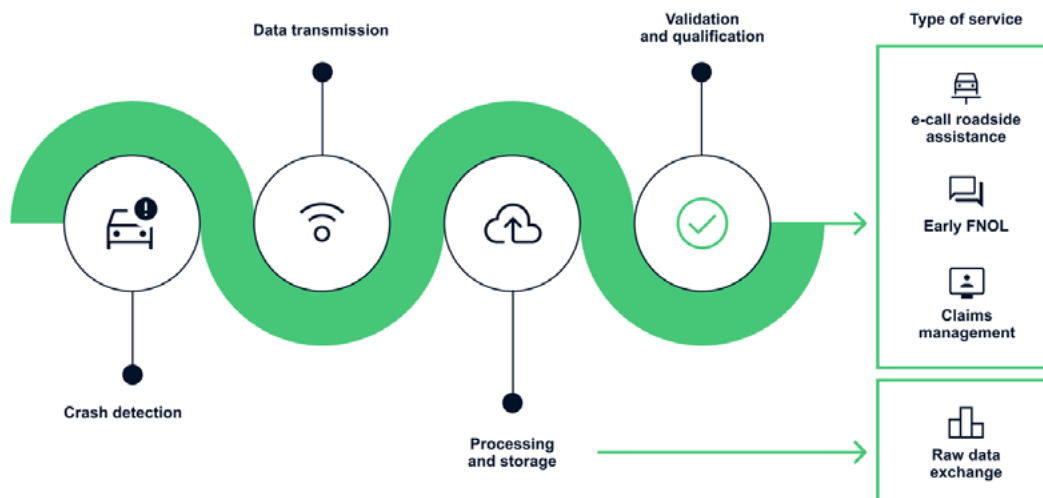 Data transmission
Validation
and qualification
Type of service
e-call roadside
assistance
Early FNOL
Claims
management
Crash detection
Processing
and storage
Raw data
exchange